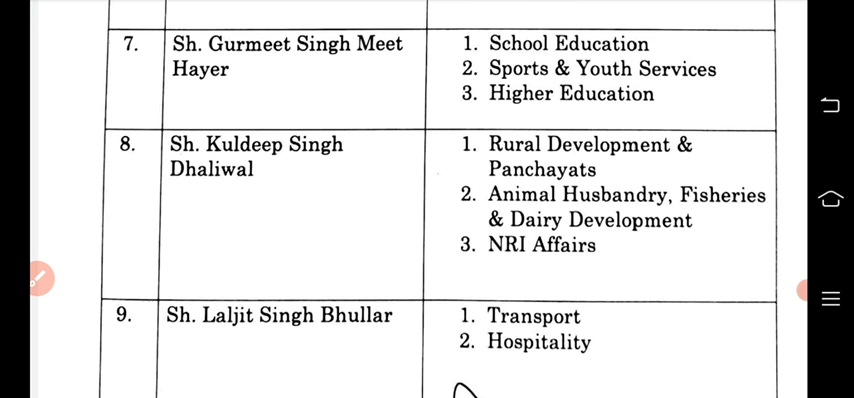 7. Sh. Gurmeet Singh Meet 1. School Education
Hayer 2. Sports & Youth Services
3. Higher Education
8. Sh. Kuldeep Singh 1. Rural Development &
Dhaliwal Panchayats
2. Animal Husbandry, Fisheries
& Dairy Development
3. NRI Affairs
9. Sh. Laljit Singh Bhullar 1. Transport
2. Hospitality